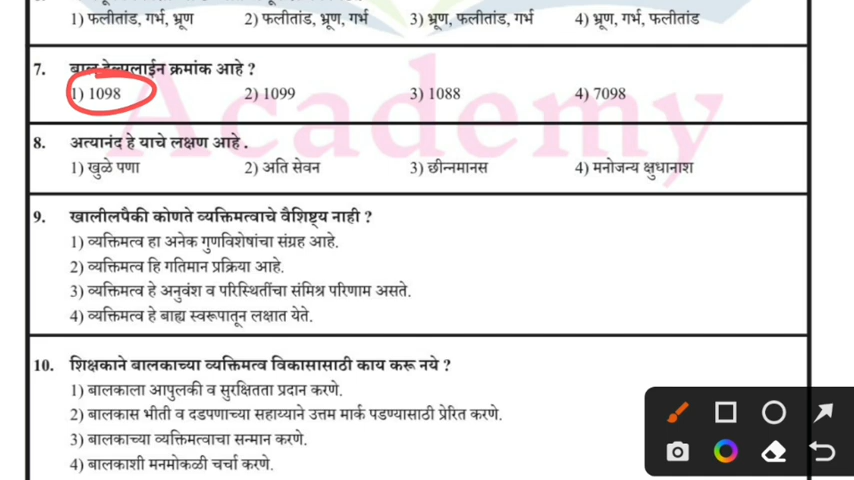 1) फलीतांड, गर्भ, भ्रूण 2) फलीतांड, भ्रूण, गर्भ 3) भ्रूण, फलीतांड, गर्भ 4) भ्रूण, गर्भ, फलीतांड
7. बाल हेल्पलाईन क्रमांक आहे ?
1) 1098 2) 1099 3) 1088 4) 7098
Academy
8. अत्यानंद हे याचे लक्षण आहे .
1) खुळे पणा 2) अति सेवन 3) छीन्नमानस 4) मनोजन्य क्षुधानाश
9. खालीलपैकी कोणते व्यक्तिमत्वाचे वैशिष्ट्य नाही ?
1) व्यक्तिमत्व हा अनेक गुणविशेषांचा संग्रह आहे.
2) व्यक्तिमत्व हि गतिमान प्रक्रिया आहे.
3) व्यक्तिमत्व हे अनुवंश व परिस्थितींचा संमिश्र परिणाम असते.
4) व्यक्तिमत्व हे बाह्य स्वरूपातून लक्षात येते.
10. शिक्षकाने बालकाच्या व्यक्तिमत्व विकासासाठी काय करू नये ?
1) बालकाला आपुलकी व सुरक्षितता प्रदान करणे.
2) बालकास भीती व दडपणाच्या सहाय्याने उत्तम मार्क पडण्यासाठी प्रेरित करणे.
3) बालकाच्या व्यक्तिमत्वाचा सन्मान करणे.
4) बालकाशी मनमोकळी चर्चा करणे.